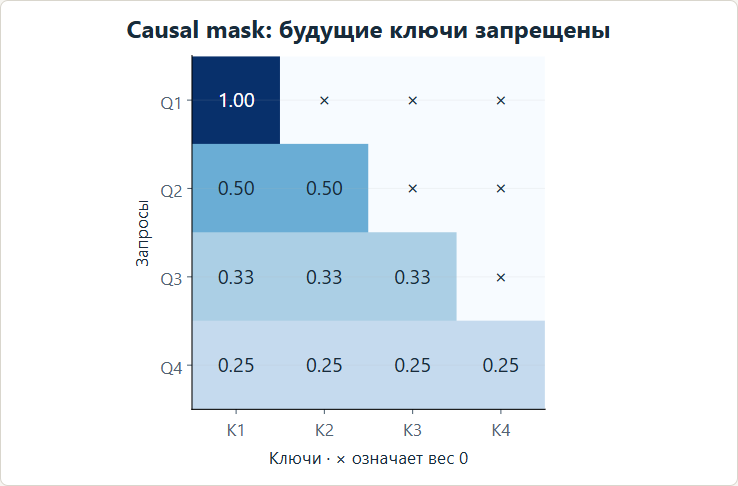 Causal mask: будущие ключи запрещены
Запросы
Q1 1.00 × × ×
Q2 0.50 0.50 × ×
Q3 0.33 0.33 0.33 ×
Q4 0.25 0.25 0.25 0.25
K1 K2 K3 K4
Ключи · × означает вес 0